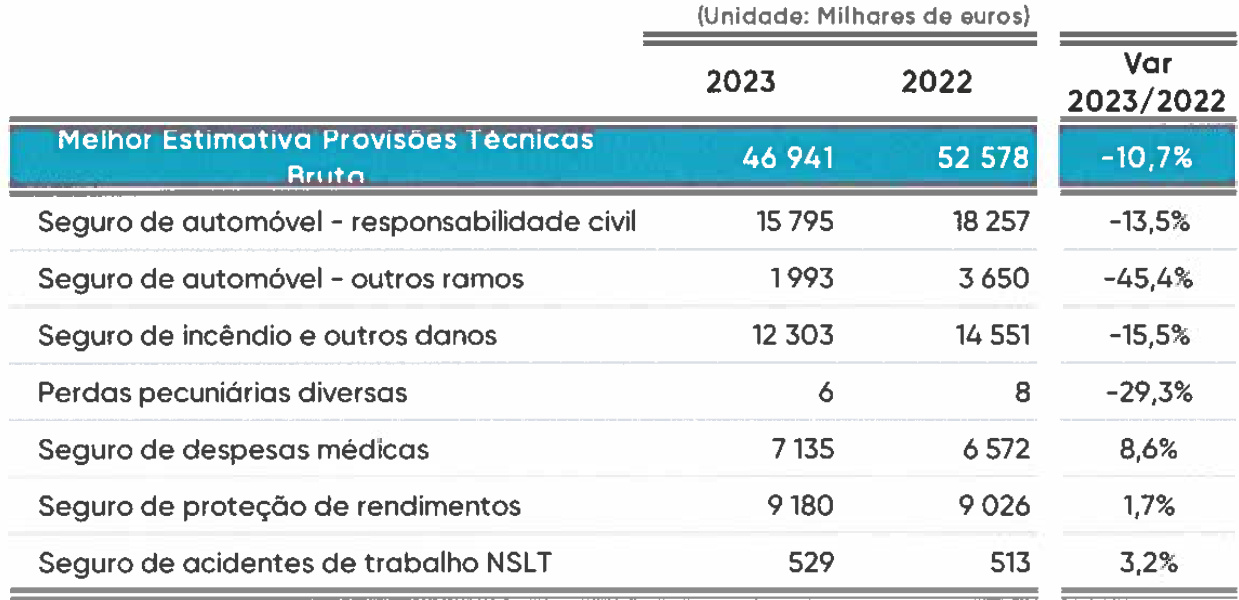 (Unidade: Milhares de euros)
2023 2022 Var 2023/2022
Melhor Estimativa Provisões Técnicas Bruta 46 941 52 578 -10,7%
Seguro de automóvel - responsabilidade civil 15 795 18 257 -13,5%
Seguro de automóvel - outros ramos 1 993 3 650 -45,4%
Seguro de incêndio e outros danos 12 303 14 551 -15,5%
Perdas pecuniárias diversas 6 8 -29,3%
Seguro de despesas médicas 7 135 6 572 8,6%
Seguro de proteção de rendimentos 9 180 9 026 1,7%
Seguro de acidentes de trabalho NSLT 529 513 3,2%